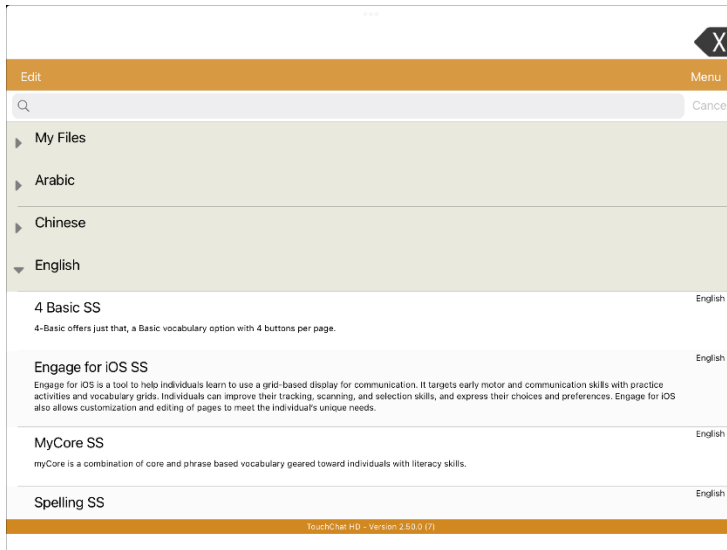 X
Edit
Menu
Cance
My Files
Arabic
Chinese
English
4 Basic SS
English
4-Basic offers just that, a Basic vocabulary option with 4 buttons per page.
Engage for iOS SS
English
Engage for iOS is a tool to help individuals learn to use a grid-based display for communication. It targets early motor and communication skills with practice
activities and vocabulary grids. Individuals can improve their tracking, scanning, and selection skills, and express their choices and preferences. Engage for iOS
also allows customization and editing of pages to meet the individual's unique needs.
MyCore SS
English
myCore is a combination of core and phrase based vocabulary geared toward individuals with literacy skills.
Spelling SS
English
TouchChat HD - Version 2.50.0 (7)